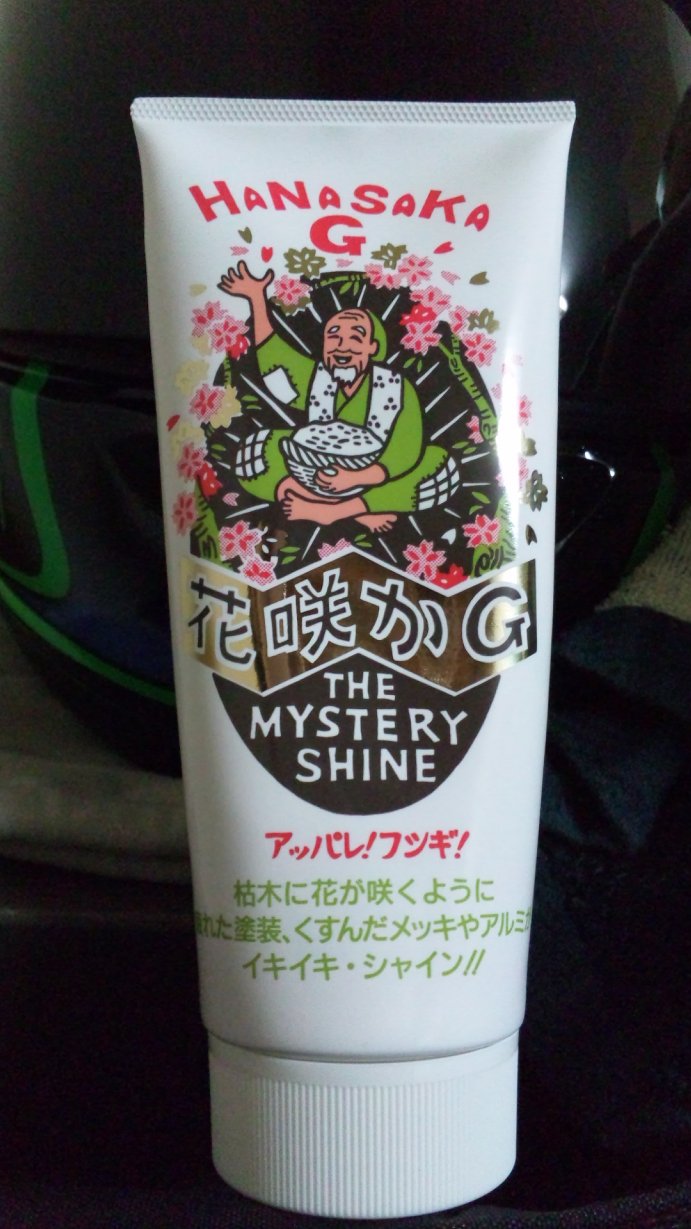 HANASAKA
G
花咲かG
THE
MYSTERY
SHINE
アッパレ!フツギ!
枯木に花が咲くように
れた塗装、くすんだメッキやアルミが
イキイキ・シャイン!!